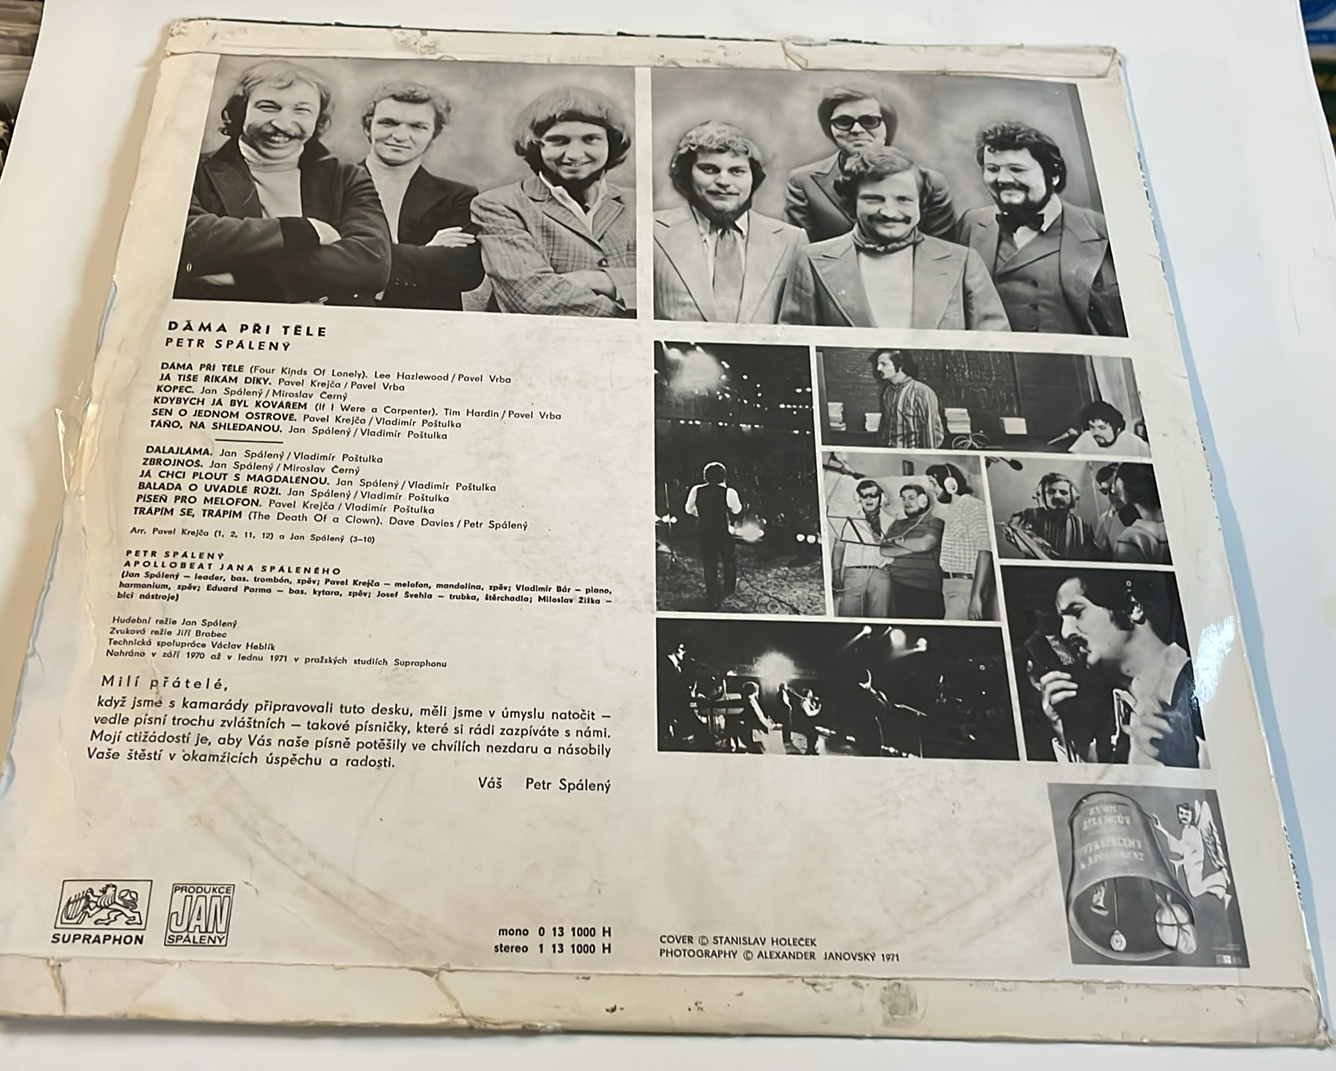 DÁMA PŘI TĚLE
PETR SPÁLENÝ
DÁMA PŘI TĚLE (Four Kinds Of Lonely). Lee Hazlewood / Pavel Vrba
JÁ TIŠE ŘÍKÁM DÍKY. Pavel Krejča / Pavel Vrba
KOPEC. Jan Spálený / Miroslav Černý
KDYBYCH JÁ BYL KOVÁŘEM (If I Were a Carpenter). Tim Hardin / Pavel Vrba
SEN O JEDNOM OSTROVĚ. Pavel Krejča / Vladimír Poštulka
TÁŇO, NA SHLEDANOU. Jan Spálený / Vladimír Poštulka
DALAJLÁMA. Jan Spálený / Vladimír Poštulka
ZBROJNOŠ. Jan Spálený / Miroslav Černý
JÁ CHCI PLOUT S MAGDALÉNOU. Jan Spálený / Vladimír Poštulka
BALADA O UVADLÉ RŮŽI. Jan Spálený / Vladimír Poštulka
PÍSEŇ PRO MELOFON. Pavel Krejča / Vladimír Poštulka
TRÁPÍM SE, TRÁPÍM (The Death Of a Clown). Dave Davies / Petr Spálený
Arr. Pavel Krejča (1, 2, 11, 12) a Jan Spálený (3–10)
PETR SPÁLENÝ
APOLLOBEAT JANA SPÁLENÉHO
(Jan Spálený – leader, bas. trombón, zpěv; Pavel Krejča – melofon, mandolína, zpěv; Vladimír Bár – piano,
harmonium, zpěv; Eduard Parma – bas. kytara, zpěv; Josef Švehla – trubka, štěrchadla; Miloslav Žižka –
bicí nástroje)
Hudební režie Jan Spálený
Zvuková režie Jiří Brabec
Technická spolupráce Václav Heblík
Nahráno v září 1970 až v lednu 1971 v pražských studiích Supraphonu
Milí přátelé,
když jsme s kamarády připravovali tuto desku, měli jsme v úmyslu natočit –
vedle písní trochu zvláštních – takové písničky, které si rádi zazpíváte s námi.
Mojí ctižádostí je, aby Vás naše písně potěšily ve chvílích nezdaru a násobily
Vaše štěstí v okamžicích úspěchu a radosti.
Váš Petr Spálený
SUPRAPHON
PRODUKCE
JAN
SPÁLENÝ
mono 0 13 1000 H
stereo 1 13 1000 H
COVER © STANISLAV HOLEČEK
PHOTOGRAPHY © ALEXANDER JANOVSKÝ 1971
ZVON